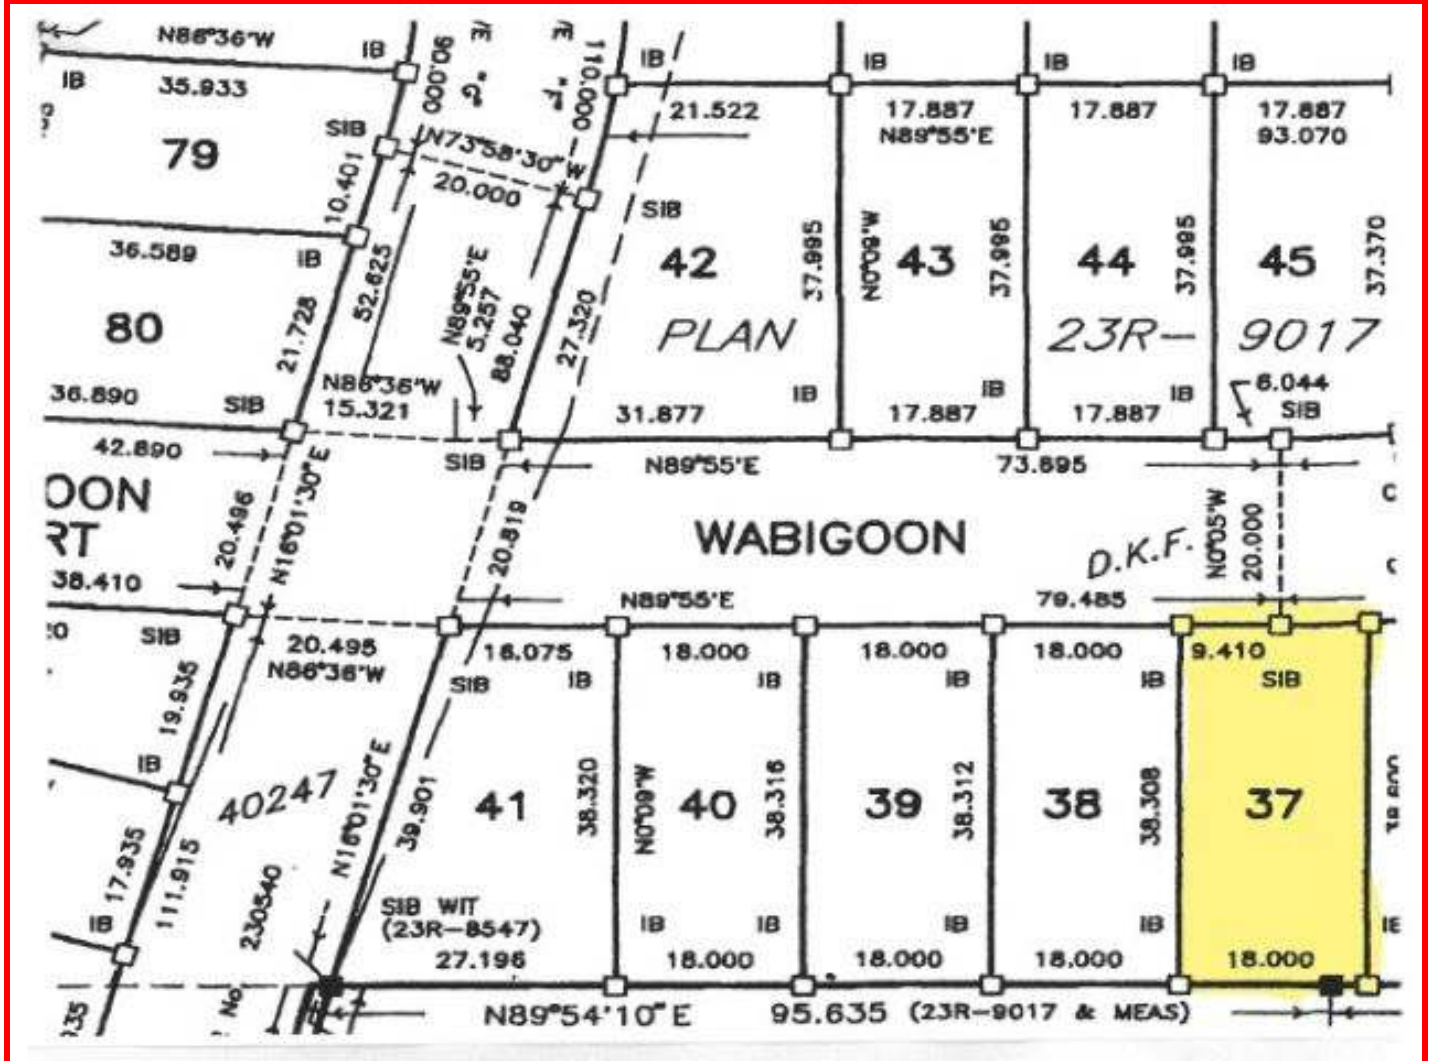 N86°36'W
IB
IB
35.933
79
SIB
10.401
36.589
IB
80
21.728
36.890
SIB
42.890
OON
RT
38.410
SIB
20.496
N16°01'30"E
90.000
"G"
"F"
110.000
N73°58'30"W
20.000
52.625
N89°55'E
5.257
88.040
27.320
N86°36'W
15.321
SIB
20.819
IB
21.522
SIB
42
37.995
PLAN
IB
31.877
IB
17.887
N89°55'E
N0°09'W
43
37.995
IB
17.887
IB
17.887
44
37.995
23R-
IB
17.887
IB
17.887
93.070
45
37.370
9017
6.044
SIB
N89°55'E
73.895
WABIGOON
D.K.F.
N0°05'W
20.000
N89°55'E
79.485
20.495
N86°36'W
19.935
IB
17.935
111.915
IB
40247
230540
No
N16°01'30"E
39.901
16.075
SIB
IB
41
38.320
SIB WIT
(23R-8547)
27.196
18.000
IB
N0°09'W
40
38.316
IB
IB
18.000
18.000
IB
39
38.312
18.000
18.000
IB
38
38.308
IB
18.000
9.410
SIB
37
18.000
N89°54'10"E
95.635 (23R-9017 & MEAS)